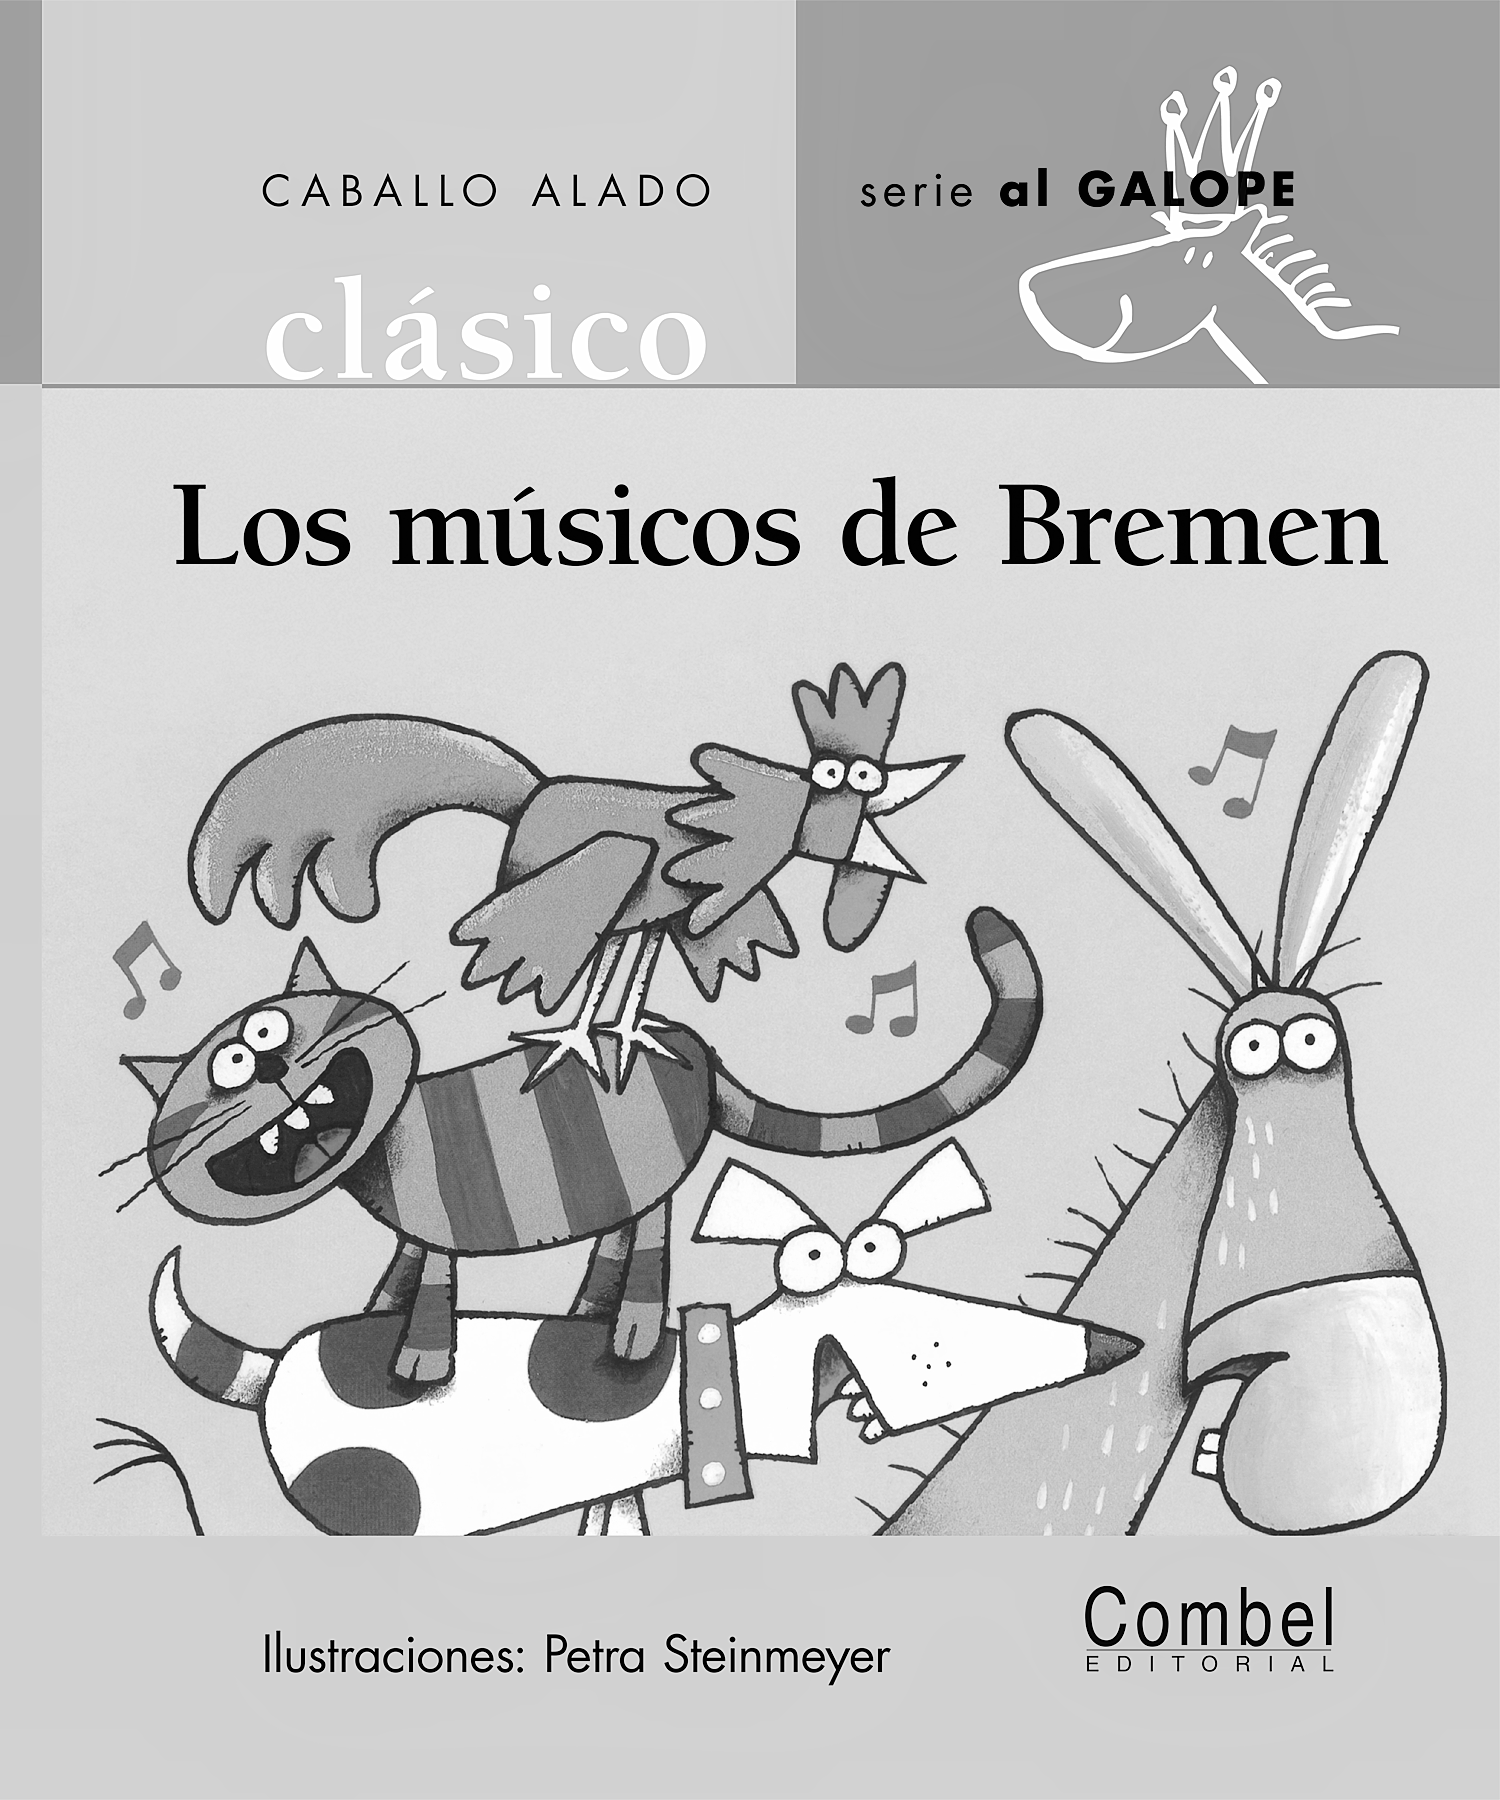 CABALLO ALADO
clásico
serie al GALOPE
Los músicos de Bremen
Ilustraciones: Petra Steinmeyer
Combel
EDITORIAL